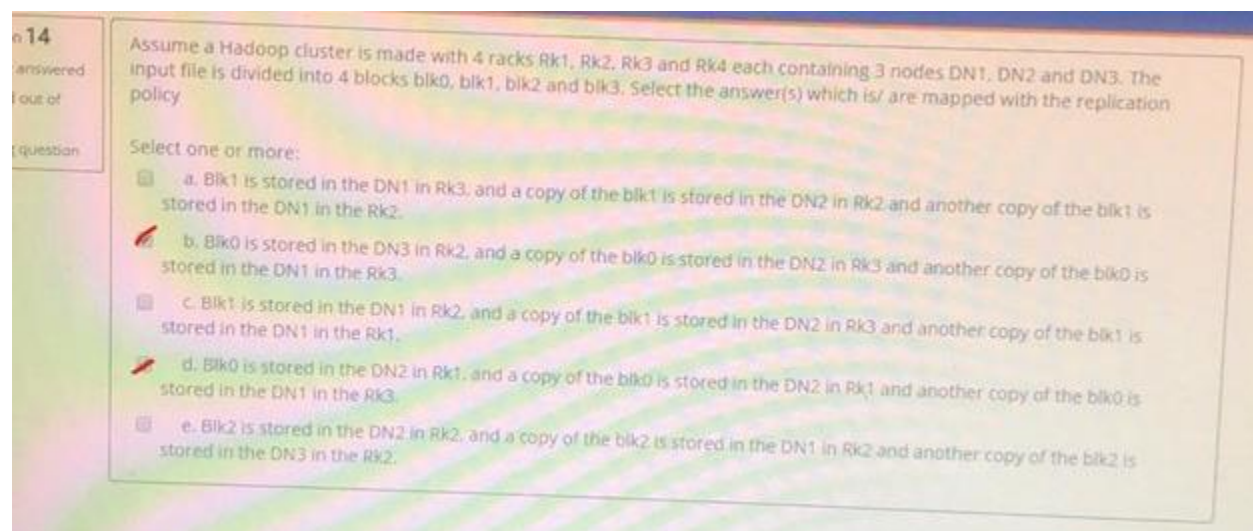 n 14
answered
out of
question
Assume a Hadoop cluster is made with 4 racks Rk1, Rk2, Rk3 and Rk4 each containing 3 nodes DN1, DN2 and DN3. The
input file is divided into 4 blocks blk0, blk1, blk2 and blk3. Select the answer(s) which is/ are mapped with the replication
policy
Select one or more:
a. Blk1 is stored in the DN1 in Rk3, and a copy of the blk1 is stored in the DN2 in Rk2 and another copy of the blk1 is
stored in the DN1 in the Rk2.
b. Blk0 is stored in the DN3 in Rk2, and a copy of the blk0 is stored in the DN2 in Rk3 and another copy of the blk0 is
stored in the DN1 in the Rk3.
c. Blk1 is stored in the DN1 in Rk2, and a copy of the blk1 is stored in the DN2 in Rk3 and another copy of the blk1 is
stored in the DN1 in the Rk1.
d. Blk0 is stored in the DN2 in Rk1, and a copy of the blk0 is stored in the DN2 in Rk1 and another copy of the blk0 is
stored in the DN1 in the Rk3.
e. Blk2 is stored in the DN2 in Rk2, and a copy of the blk2 is stored in the DN1 in Rk2 and another copy of the blk2 is
stored in the DN3 in the Rk2.